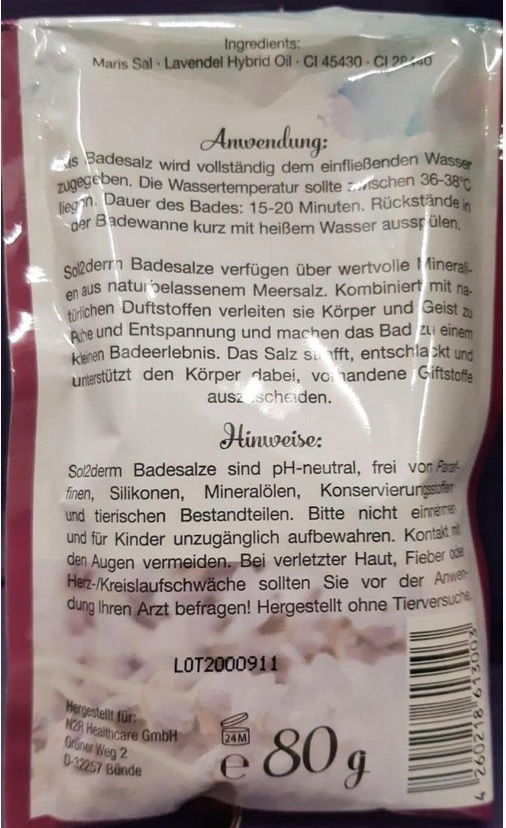 Ingredients:
Maris Sal · Lavendel Hybrid Oil · CI 45430 · CI
Anwendung:
Badesalz wird vollständig dem einfließenden Wasser
zugegeben. Die Wassertemperatur sollte zwischen 36-38°C
liegen. Dauer des Bades: 15-20 Minuten. Rückstände in
der Badewanne kurz mit heißem Wasser ausspülen.
Sol2derm Badesalze verfügen über wertvolle Minerali-
en aus naturbelassenem Meersalz. Kombiniert mit na-
türlichen Duftstoffen verleiten sie Körper und Geist zu
Ruhe und Entspannung und machen das Bad zu einem
kleinen Badeerlebnis. Das Salz strafft, entschlackt und
unterstützt den Körper dabei, vorhandene Giftstoffe
auszuscheiden.
Hinweise:
Sol2derm Badesalze sind pH-neutral, frei von Paraf-
finen, Silikonen, Mineralölen, Konservierungsstoffen
und tierischen Bestandteilen. Bitte nicht einnehmen
und für Kinder unzugänglich aufbewahren. Kontakt mit
den Augen vermeiden. Bei verletzter Haut, Fieber oder
Herz-/Kreislaufschwäche sollten Sie vor der Anwen-
dung Ihren Arzt befragen! Hergestellt ohne Tierversuche.
LOT2000911
Hergestellt für:
N2R Healthcare GmbH
Grüner Weg 2
D-32257 Bünde
24M
e 80 g
4 260218 613003